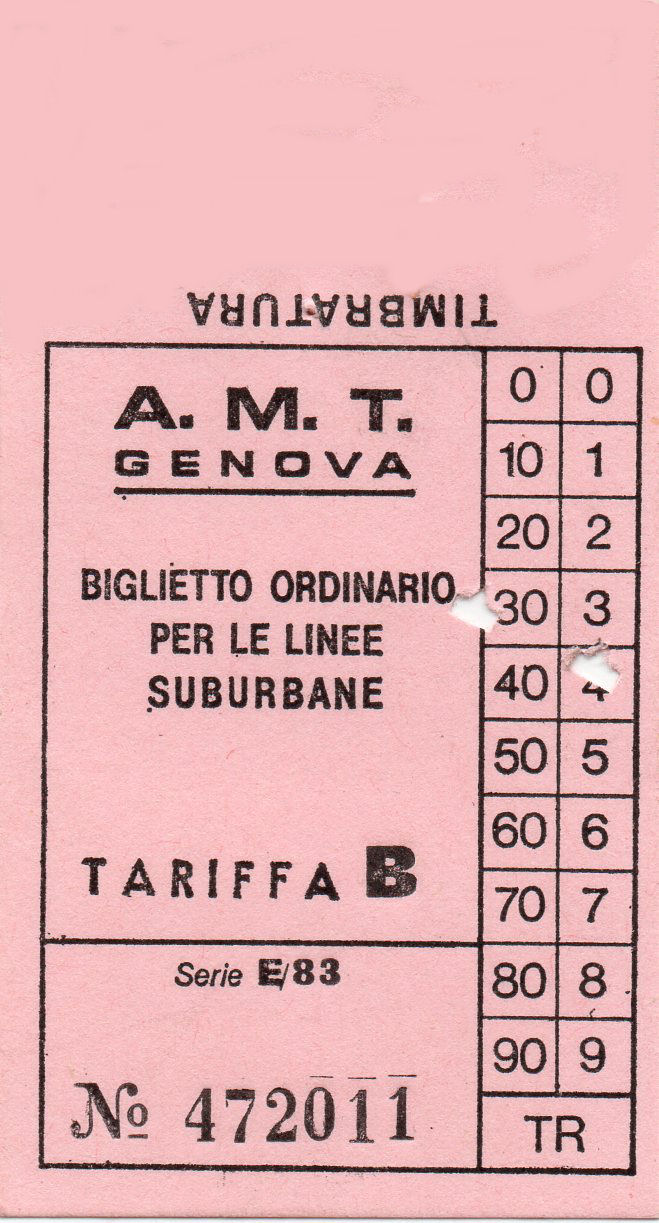 TIMBRATURA
A. M. T.
GENOVA
BIGLIETTO ORDINARIO
PER LE LINEE
SUBURBANE
TARIFFA B
Serie E/83
№ 472011
0 0
10 1
20 2
30 3
40 4
50 5
60 6
70 7
80 8
90 9
TR